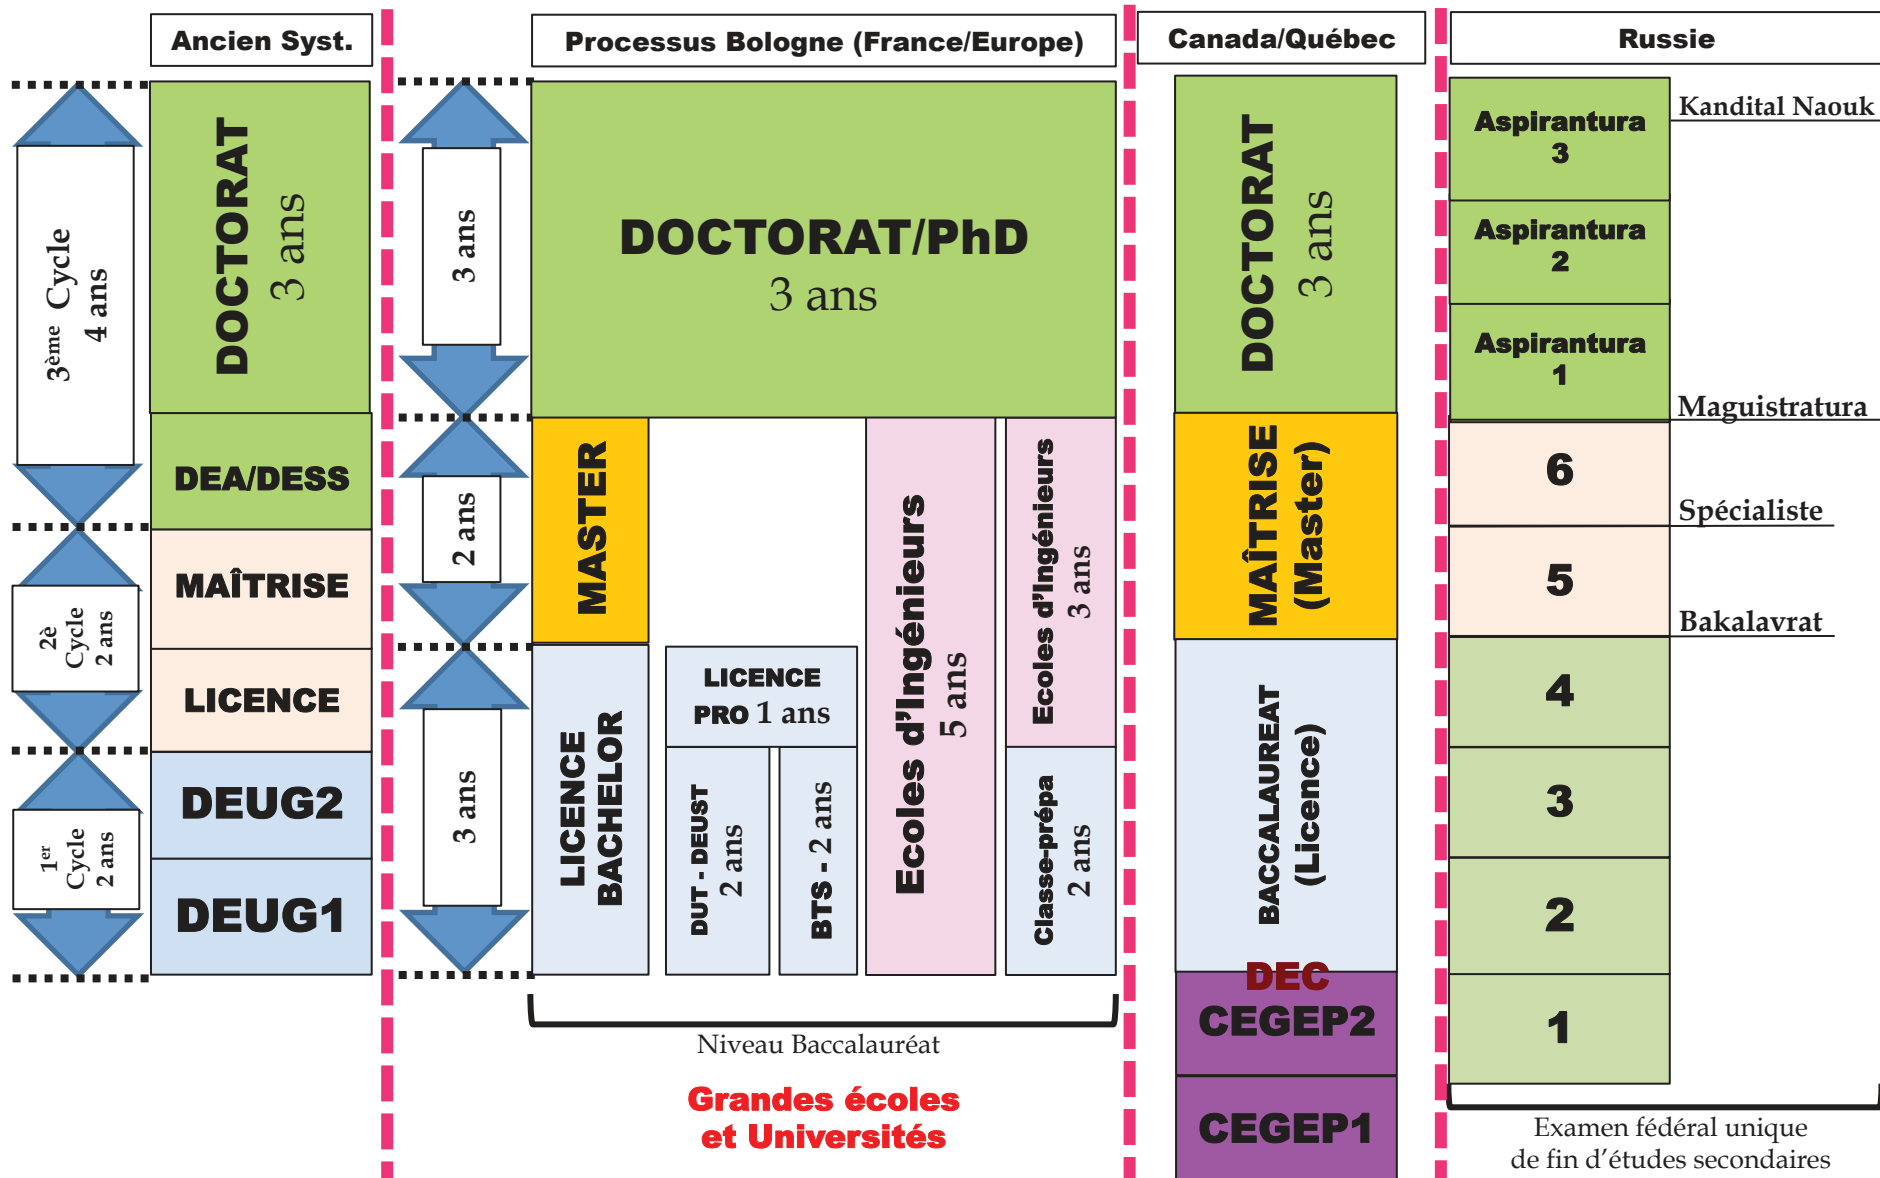 Ancien Syst.
3ème Cycle
4 ans
2è
Cycle
2 ans
1er
Cycle
2 ans
DOCTORAT
3 ans
DEA/DESS
MAÎTRISE
LICENCE
DEUG2
DEUG1
Processus Bologne (France/Europe)
3 ans
2 ans
3 ans
DOCTORAT/PhD
3 ans
MASTER
LICENCE
BACHELOR
LICENCE
PRO 1 ans
DUT - DEUST
2 ans
BTS - 2 ans
Ecoles d'Ingénieurs
5 ans
Ecoles d'Ingénieurs
3 ans
Classe-prépa
2 ans
Niveau Baccalauréat
Grandes écoles
et Universités
Canada/Québec
DOCTORAT
3 ans
MAÎTRISE
(Master)
BACCALAUREAT
(Licence)
DEC
CEGEP2
CEGEP1
Russie
Aspirantura
3
Kandital Naouk
Aspirantura
2
Aspirantura
1
Maguistratura
6
Spécialiste
5
Bakalavrat
4
3
2
1
Examen fédéral unique
de fin d'études secondaires